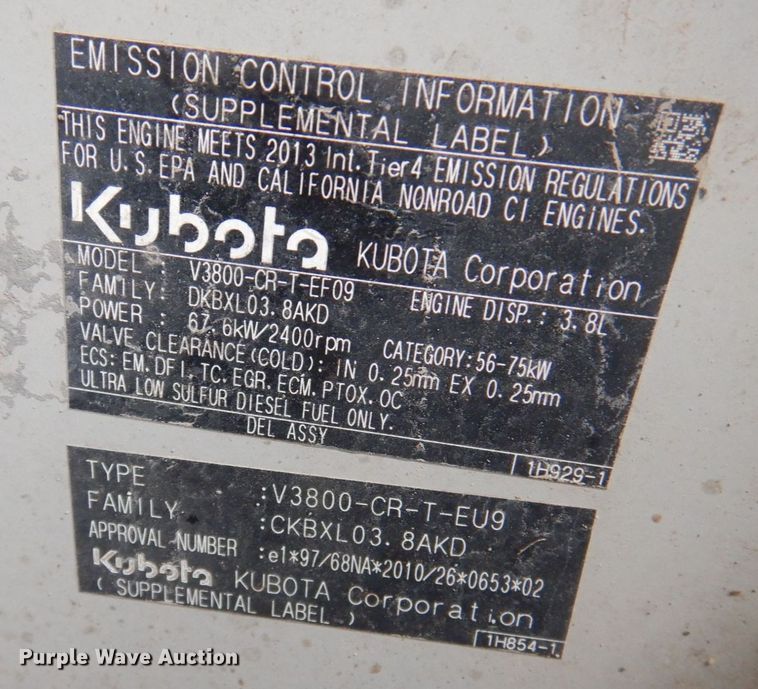 EMISSION CONTROL INFORMATION
(SUPPLEMENTAL LABEL)
THIS ENGINE MEETS 2013 Int. Tier4 EMISSION REGULATIONS
FOR U.S.EPA AND CALIFORNIA NONROAD CI ENGINES.
Kubota KUBOTA Corporation
MODEL : V3800-CR-T-EF09 ENGINE DISP.: 3.8L
FAMILY: DKBXL03.8AKD
POWER : 67.6kW/2400rpm CATEGORY:56-75kW
VALVE CLEARANCE(COLD): IN 0.25mm EX 0.25mm
ECS: EM.DFI.TC.EGR.ECM.PTOX.OC
ULTRA LOW SULFUR DIESEL FUEL ONLY.
DEL ASSY
1H929-1
TYPE :V3800-CR-T-EU9
FAMILY :CKBXL03.8AKD
APPROVAL-NUMBER :e1*97/68NA*2010/26*0653*02
Kubota KUBOTA Corporation
(SUPPLEMENTAL LABEL)
1H854-1
Purple Wave Auction